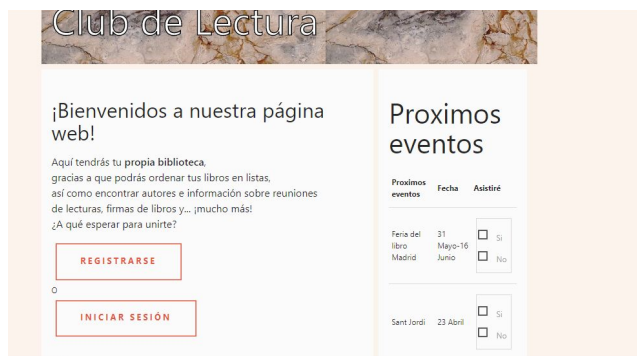 Club de Lectura
¡Bienvenidos a nuestra página
web!
Aquí tendrás tu propia biblioteca,
gracias a que podrás ordenar tus libros en listas,
así como encontrar autores e información sobre reuniones
de lecturas, firmas de libros y... ¡mucho más!
¿A qué esperar para unirte?
REGISTRARSE
O
INICIAR SESIÓN
Proximos
eventos
Proximos
eventos
Fecha
Asistiré
Feria del
libro
Madrid
31
Mayo-16
Junio
Si
No
Sant Jordi
23 Abril
Si
No